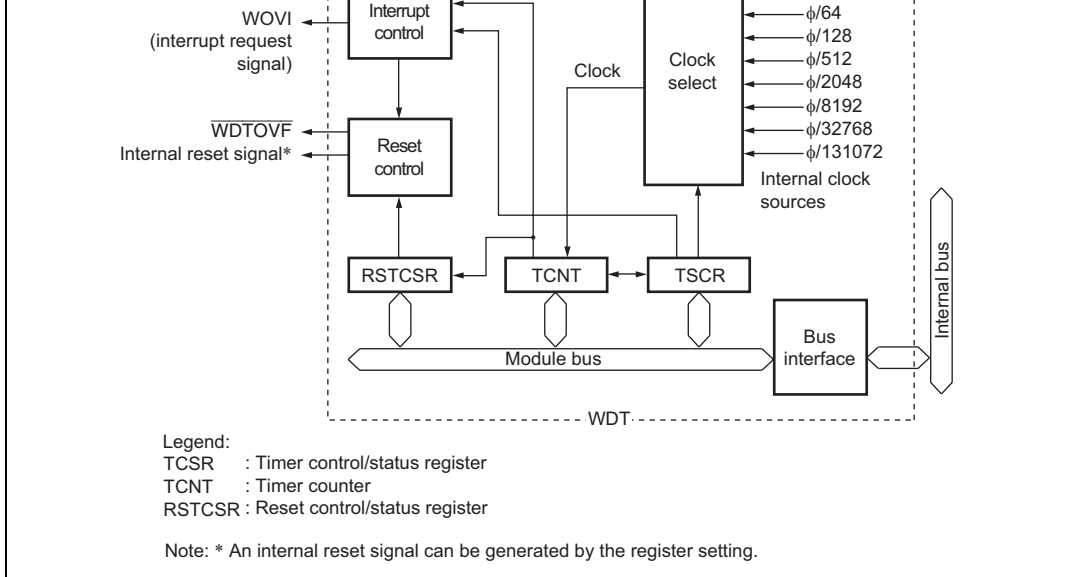 WOVI
(interrupt request
signal)
Interrupt
control
Clock
Clock
select
ϕ/64
ϕ/128
ϕ/512
ϕ/2048
ϕ/8192
ϕ/32768
ϕ/131072
Internal clock
sources
WDTOVF
Internal reset signal*
Reset
control
RSTCSR
TCNT
TSCR
Internal bus
Module bus
Bus
interface
WDT
Legend:
TCSR : Timer control/status register
TCNT : Timer counter
RSTCSR : Reset control/status register
Note: * An internal reset signal can be generated by the register setting.